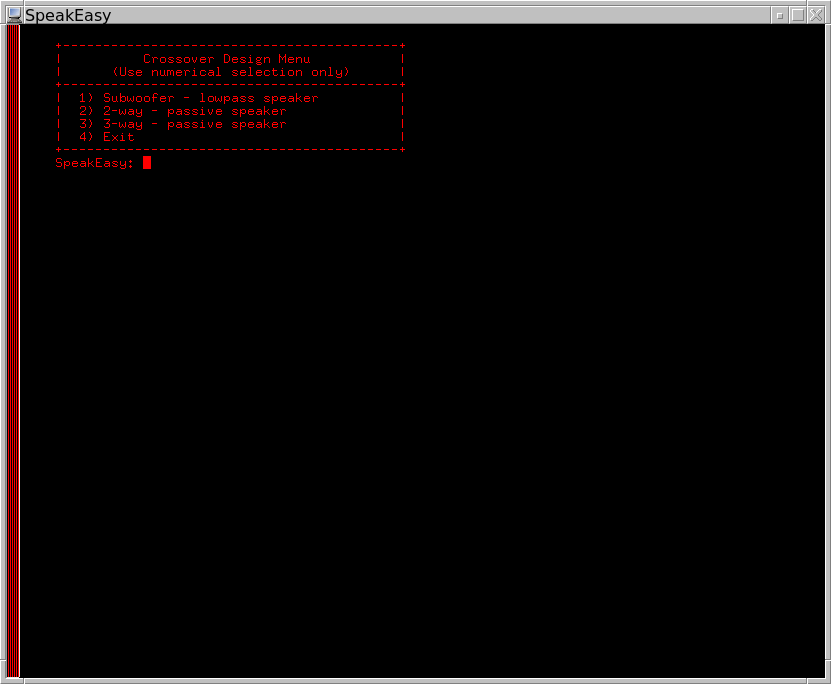 SpeakEasy
Crossover Design Menu
(Use numerical selection only)
1) Subwoofer - lowpass speaker
2) 2-way - passive speaker
3) 3-way - passive speaker
4) Exit
SpeakEasy: